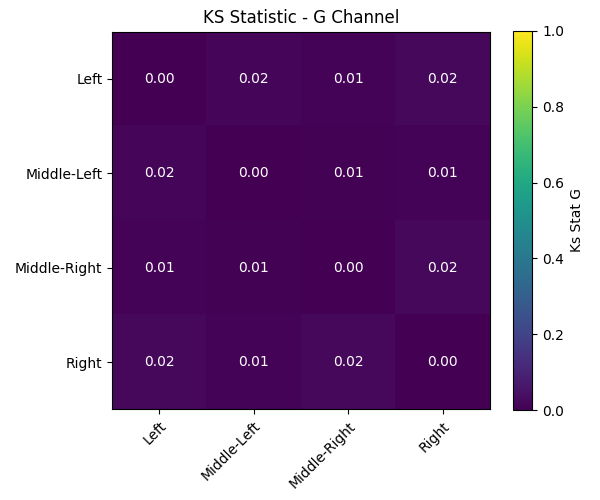 KS Statistic - G Channel
Left 0.00 0.02 0.01 0.02
Middle-Left 0.02 0.00 0.01 0.01
Middle-Right 0.01 0.01 0.00 0.02
Right 0.02 0.01 0.02 0.00
Left Middle-Left Middle-Right Right
1.0
0.8
0.6
0.4
0.2
0.0
Ks Stat G